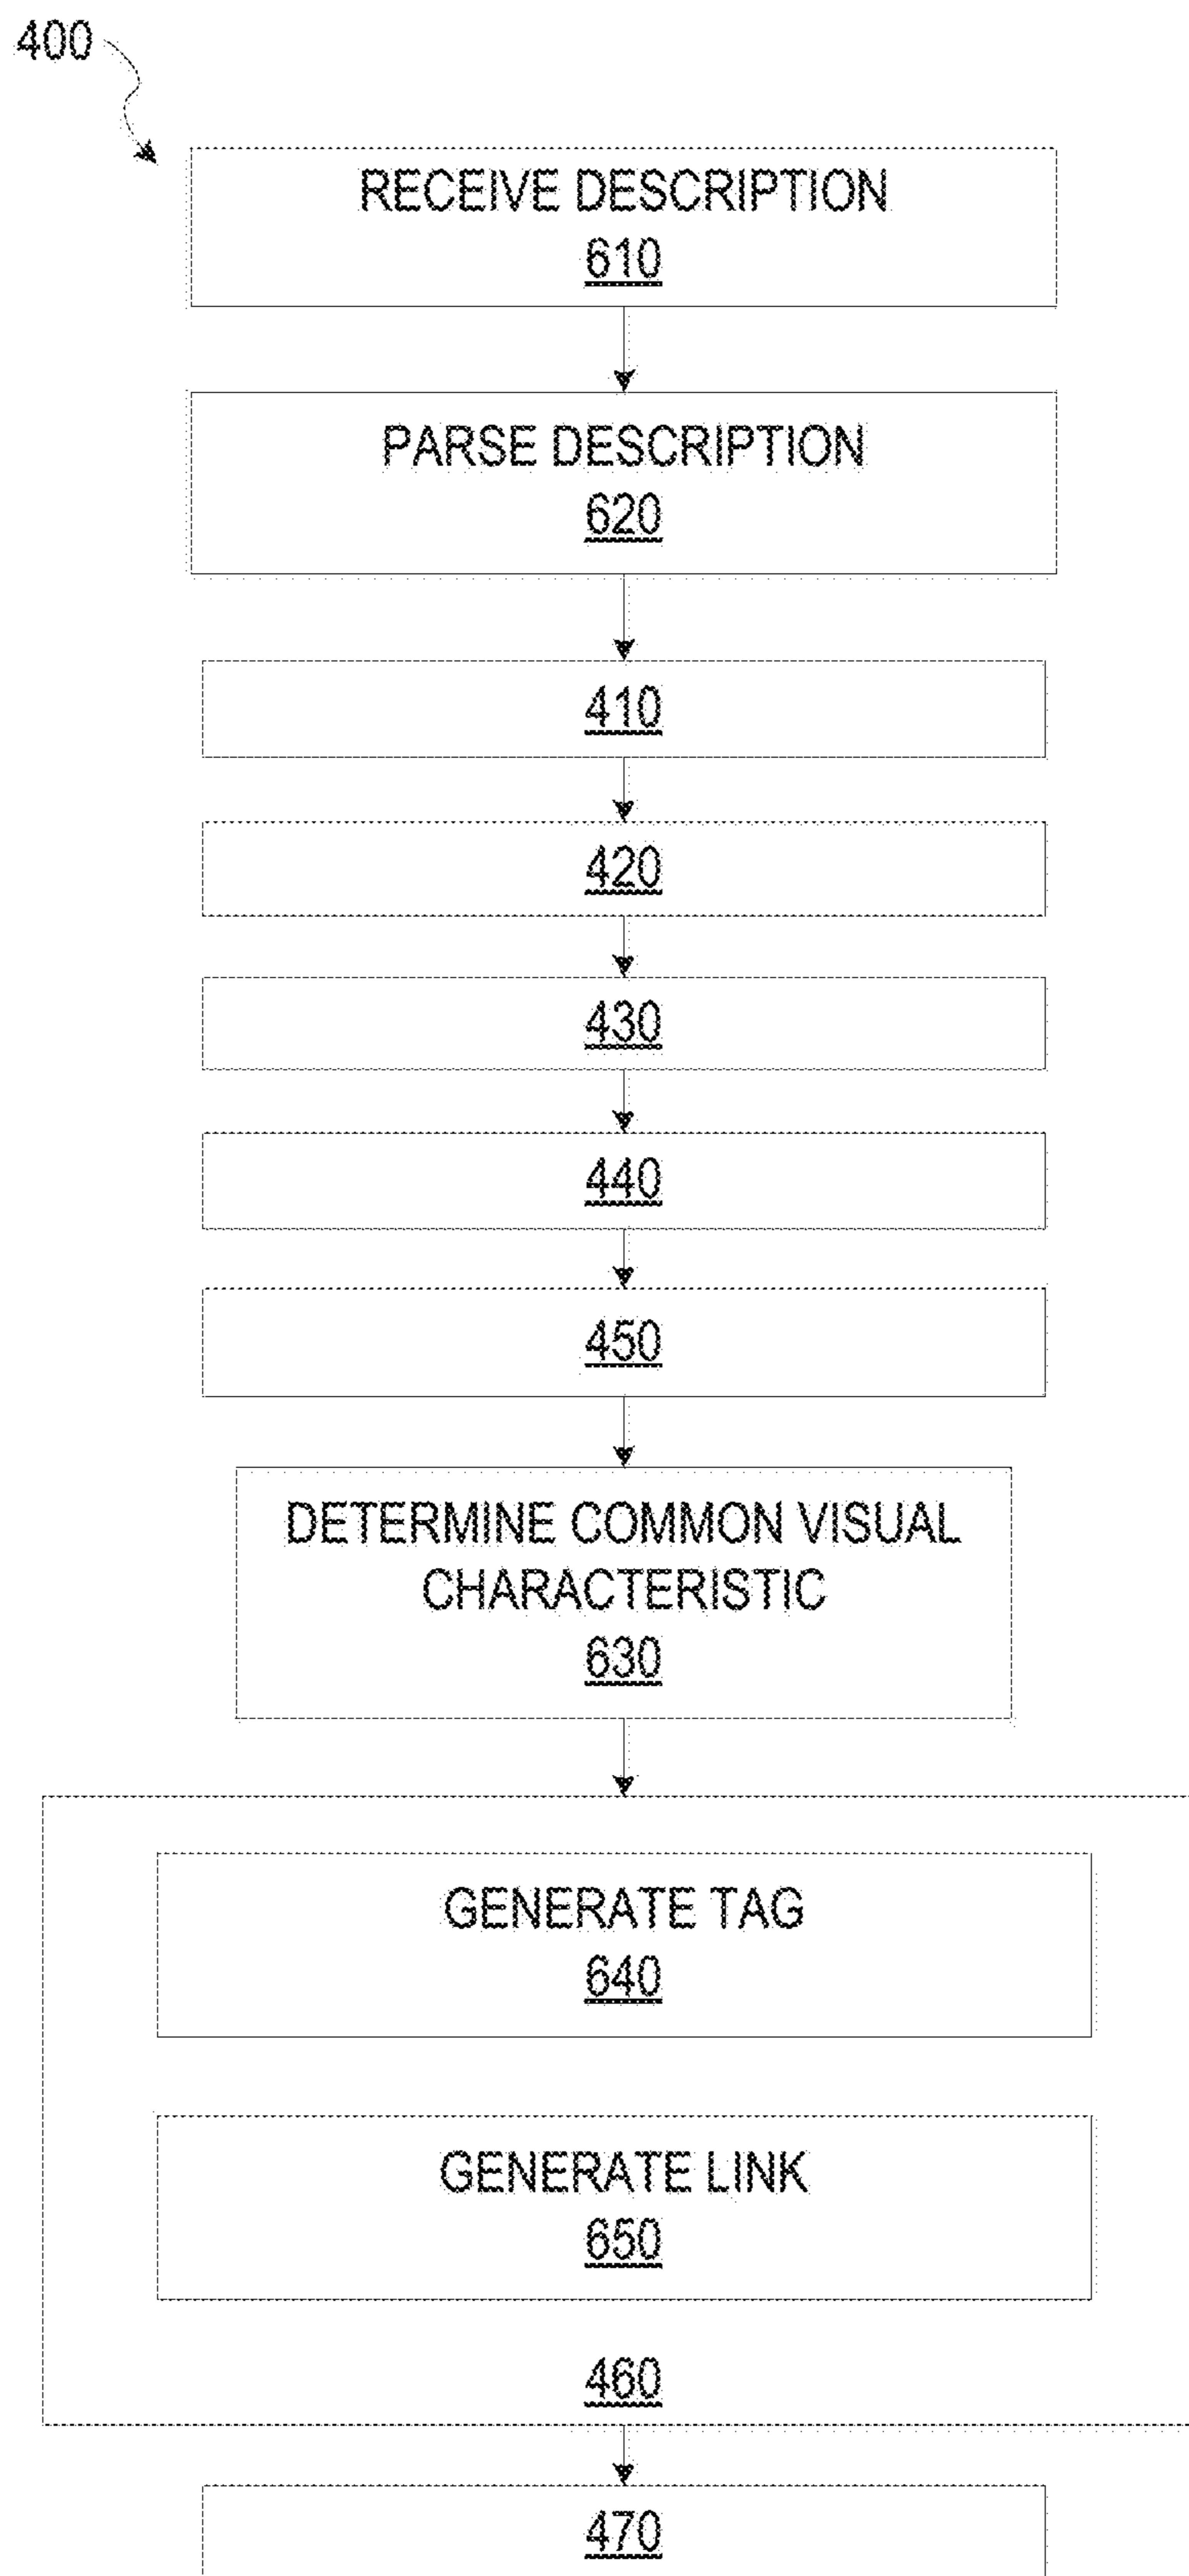 400
RECEIVE DESCRIPTION
610
PARSE DESCRIPTION
620
410
420
430
440
450
DETERMINE COMMON VISUAL
CHARACTERISTIC
630
GENERATE TAG
640
GENERATE LINK
650
460
470